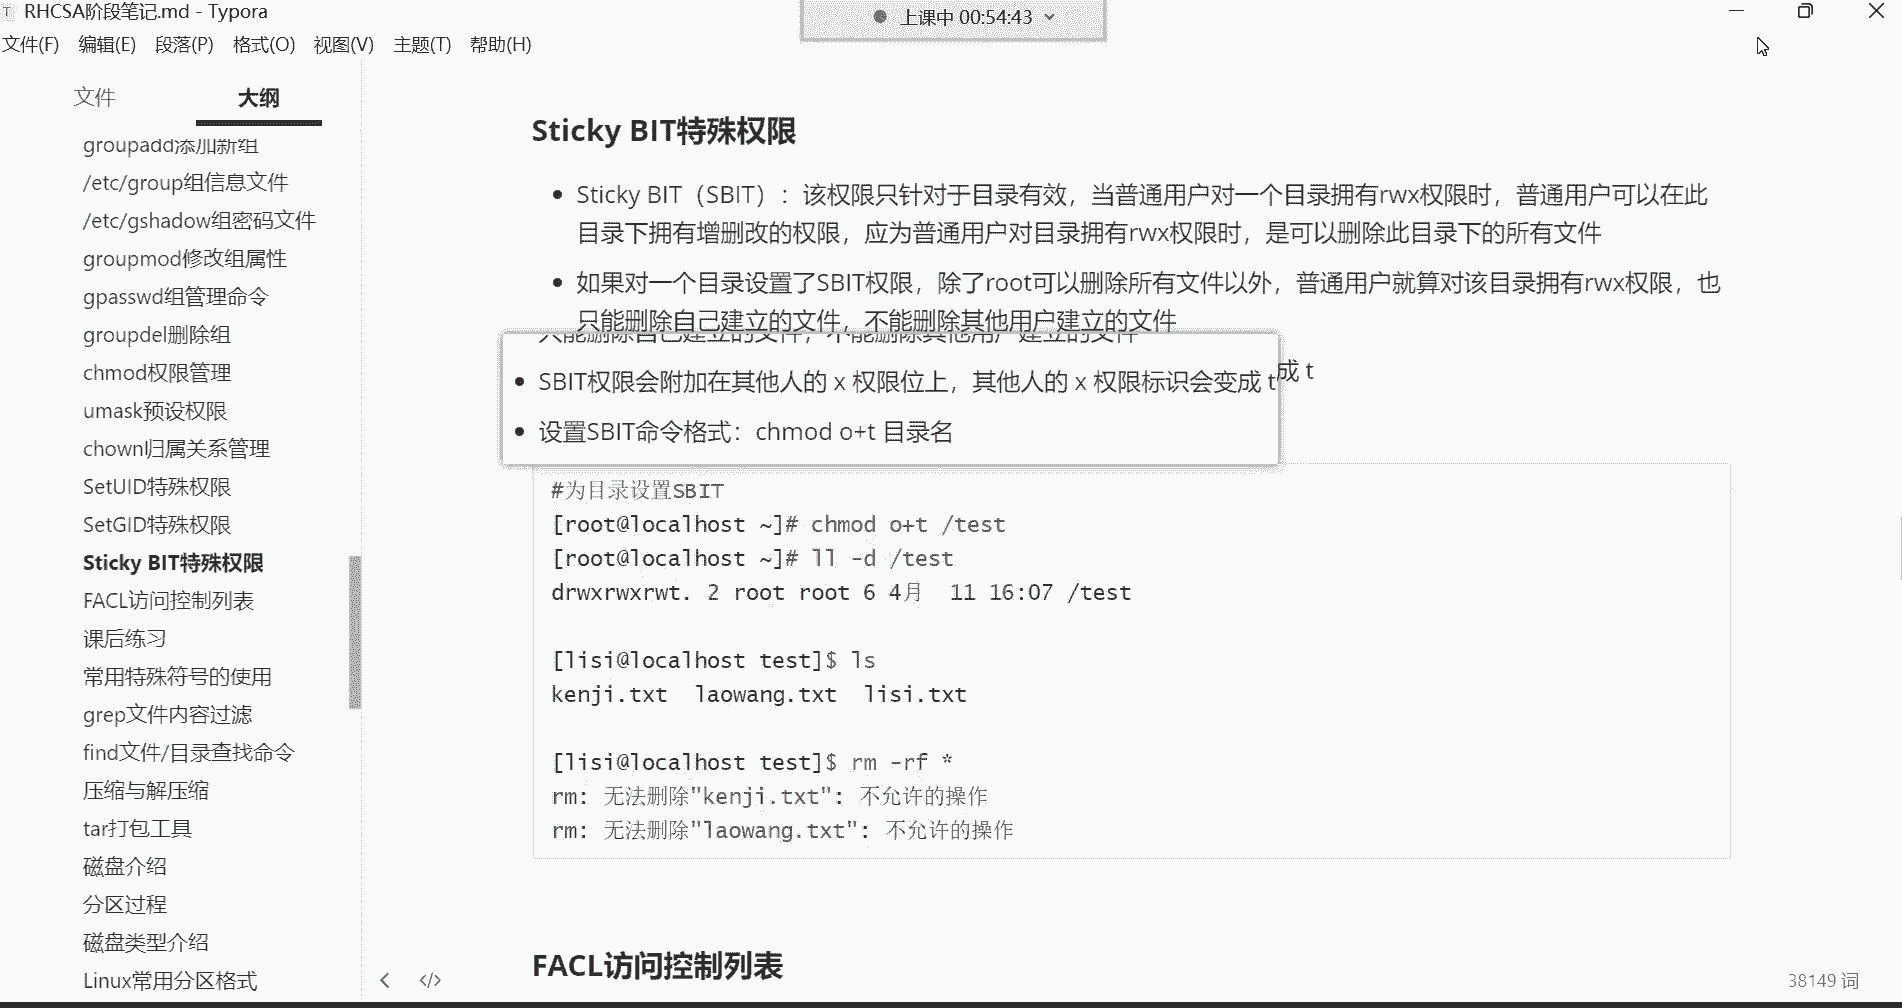 RHCSA阶段笔记.md - Typora
上课中 00:54:43
文件(F) 编辑(E) 段落(P) 格式(O) 视图(V) 主题(T) 帮助(H)
文件 大纲
groupadd添加新组
/etc/group组信息文件
/etc/gshadow组密码文件
groupmod修改组属性
gpasswd组管理命令
groupdel删除组
chmod权限管理
umask预设权限
chown归属关系管理
SetUID特殊权限
SetGID特殊权限
Sticky BIT特殊权限
FACL访问控制列表
课后练习
常用特殊符号的使用
grep文件内容过滤
find文件/目录查找命令
压缩与解压缩
tar打包工具
磁盘介绍
分区过程
磁盘类型介绍
Linux常用分区格式
Sticky BIT特殊权限
Sticky BIT（SBIT）：该权限只针对于目录有效，当普通用户对一个目录拥有rwx权限时，普通用户可以在此
目录下拥有增删改的权限，应为普通用户对目录拥有rwx权限时，是可以删除此目录下的所有文件
如果对一个目录设置了SBIT权限，除了root可以删除所有文件以外，普通用户就算对该目录拥有rwx权限，也
只能删除自己建立的文件，不能删除其他用户建立的文件
只能删除自己建立的文件，不能删除其他用户建立的文件
SBIT权限会附加在其他人的 x 权限位上，其他人的 x 权限标识会变成 t
成 t
设置SBIT命令格式：chmod o+t 目录名
#为目录设置SBIT
[root@localhost ~]# chmod o+t /test
[root@localhost ~]# ll -d /test
drwxrwxrwt. 2 root root 6 4月  11 16:07 /test
[lisi@localhost test]$ ls
kenji.txt  laowang.txt  lisi.txt
[lisi@localhost test]$ rm -rf *
rm: 无法删除"kenji.txt": 不允许的操作
rm: 无法删除"laowang.txt": 不允许的操作
FACL访问控制列表
38149 词